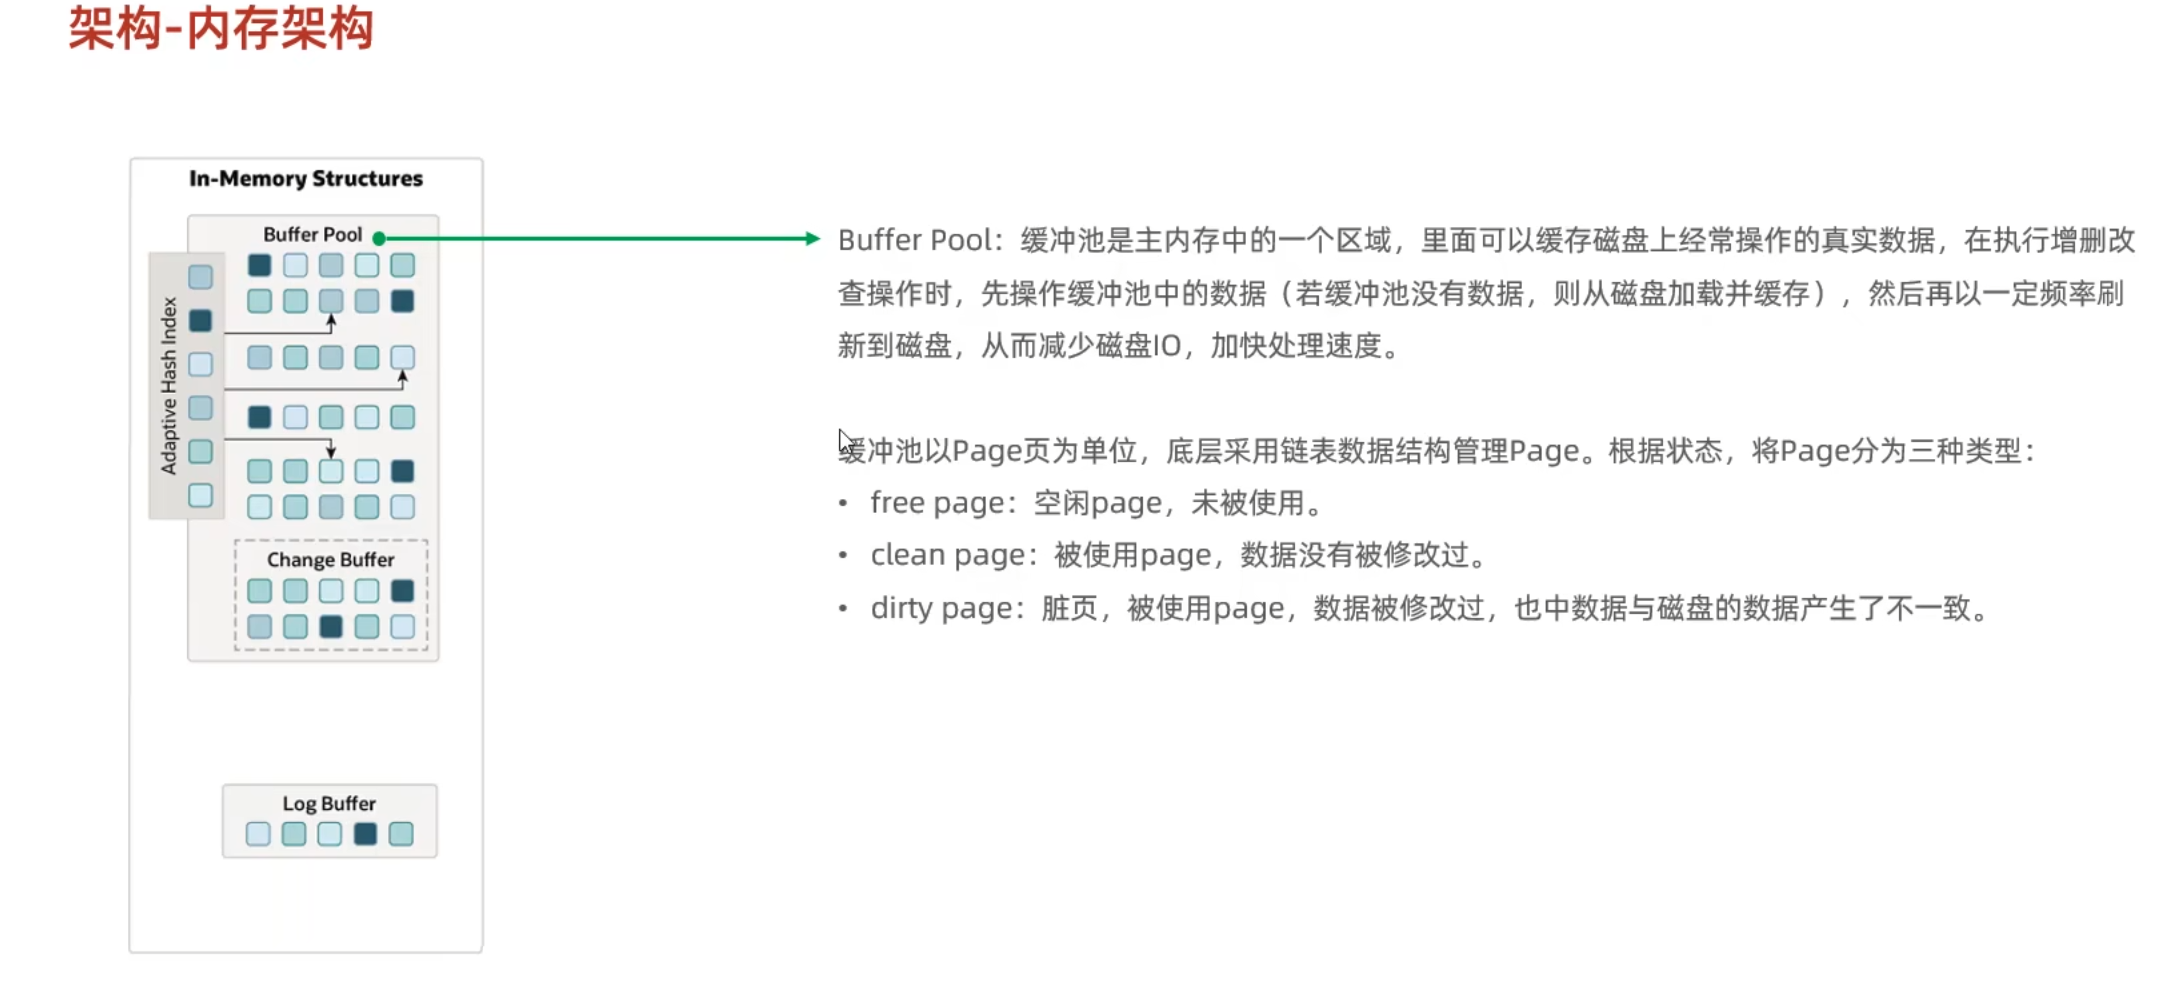 架构-内存架构
In-Memory Structures
Buffer Pool
Adaptive Hash Index
Change Buffer
Log Buffer
Buffer Pool：缓冲池是主内存中的一个区域，里面可以缓存磁盘上经常操作的真实数据，在执行增删改
查操作时，先操作缓冲池中的数据（若缓冲池没有数据，则从磁盘加载并缓存），然后再以一定频率刷
新到磁盘，从而减少磁盘IO，加快处理速度。
缓冲池以Page页为单位，底层采用链表数据结构管理Page。根据状态，将Page分为三种类型：
• free page：空闲page，未被使用。
• clean page：被使用page，数据没有被修改过。
• dirty page：脏页，被使用page，数据被修改过，也中数据与磁盘的数据产生了不一致。